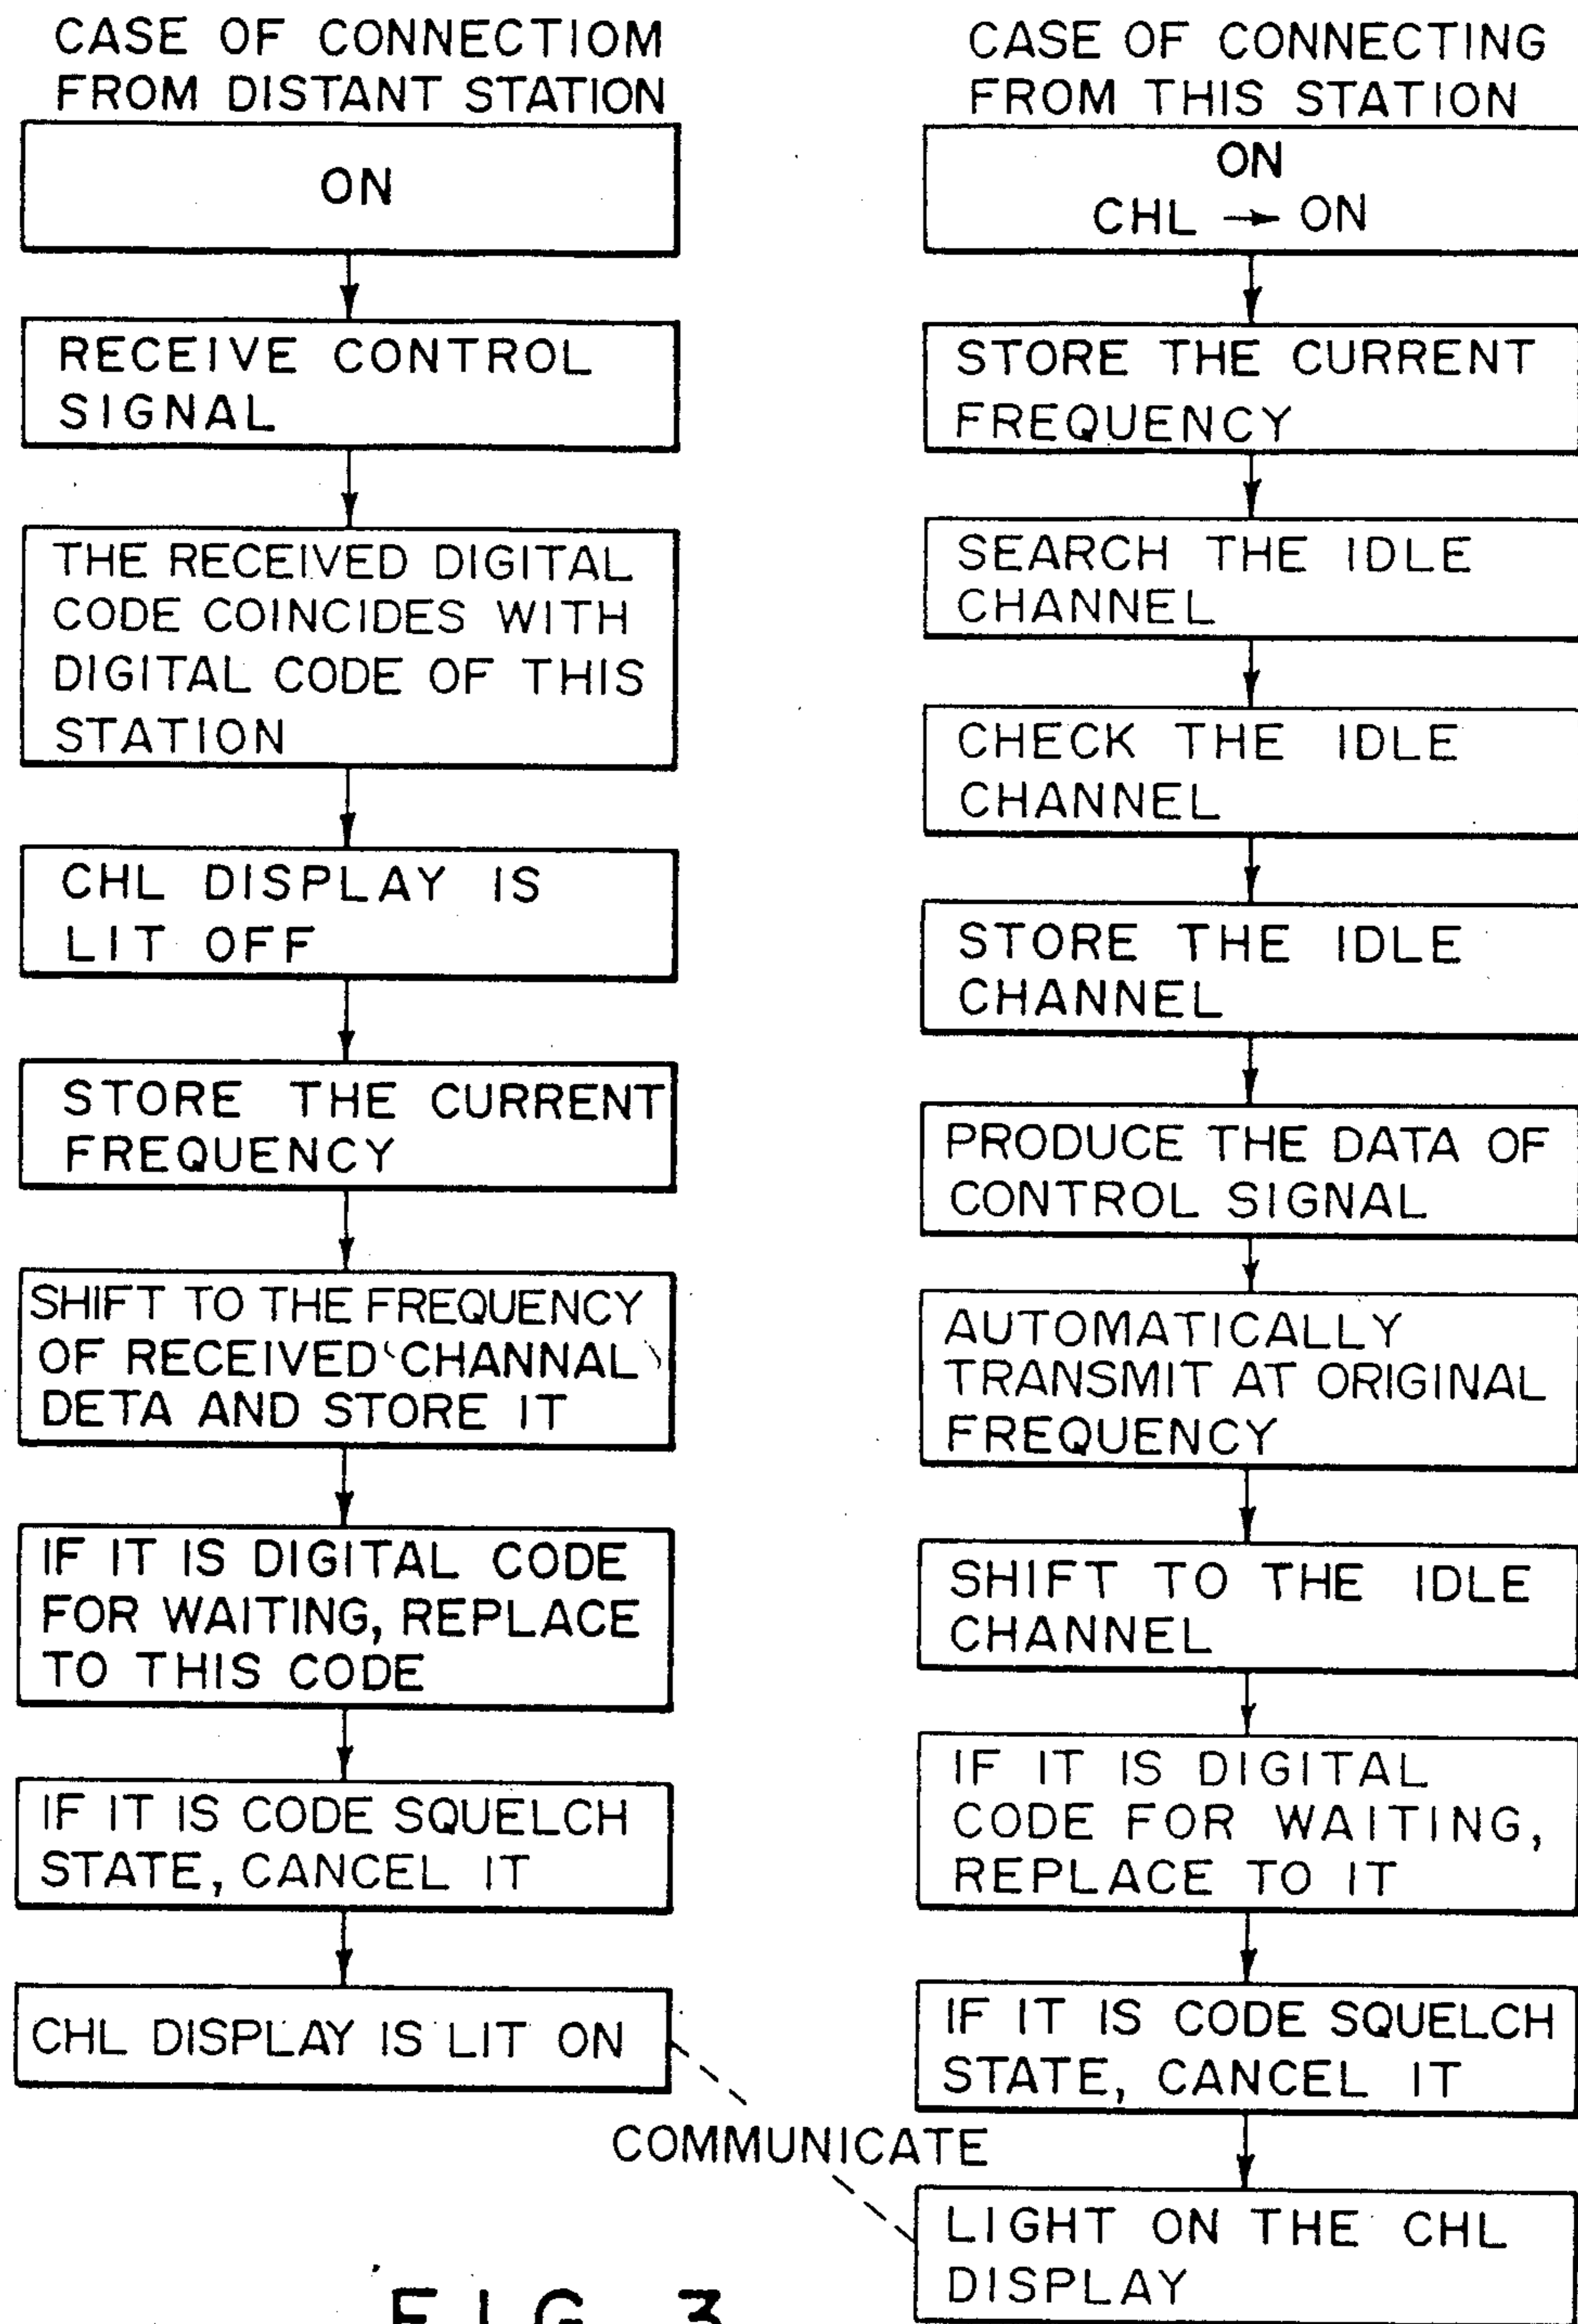 CASE OF CONNECTIOM
FROM DISTANT STATION
ON
RECEIVE CONTROL
SIGNAL
THE RECEIVED DIGITAL
CODE COINCIDES WITH
DIGITAL CODE OF THIS
STATION
CHL DISPLAY IS
LIT OFF
STORE THE CURRENT
FREQUENCY
SHIFT TO THE FREQUENCY
OF RECEIVED CHANNAL
DETA AND STORE IT
IF IT IS DIGITAL CODE
FOR WAITING, REPLACE
TO THIS CODE
IF IT IS CODE SQUELCH
STATE, CANCEL IT
CHL DISPLAY IS LIT ON
CASE OF CONNECTING
FROM THIS STATION
ON
CHL → ON
STORE THE CURRENT
FREQUENCY
SEARCH THE IDLE
CHANNEL
CHECK THE IDLE
CHANNEL
STORE THE IDLE
CHANNEL
PRODUCE THE DATA OF
CONTROL SIGNAL
AUTOMATICALLY
TRANSMIT AT ORIGINAL
FREQUENCY
SHIFT TO THE IDLE
CHANNEL
IF IT IS DIGITAL
CODE FOR WAITING,
REPLACE TO IT
IF IT IS CODE SQUELCH
STATE, CANCEL IT
LIGHT ON THE CHL
DISPLAY
COMMUNICATE
FIG. 3